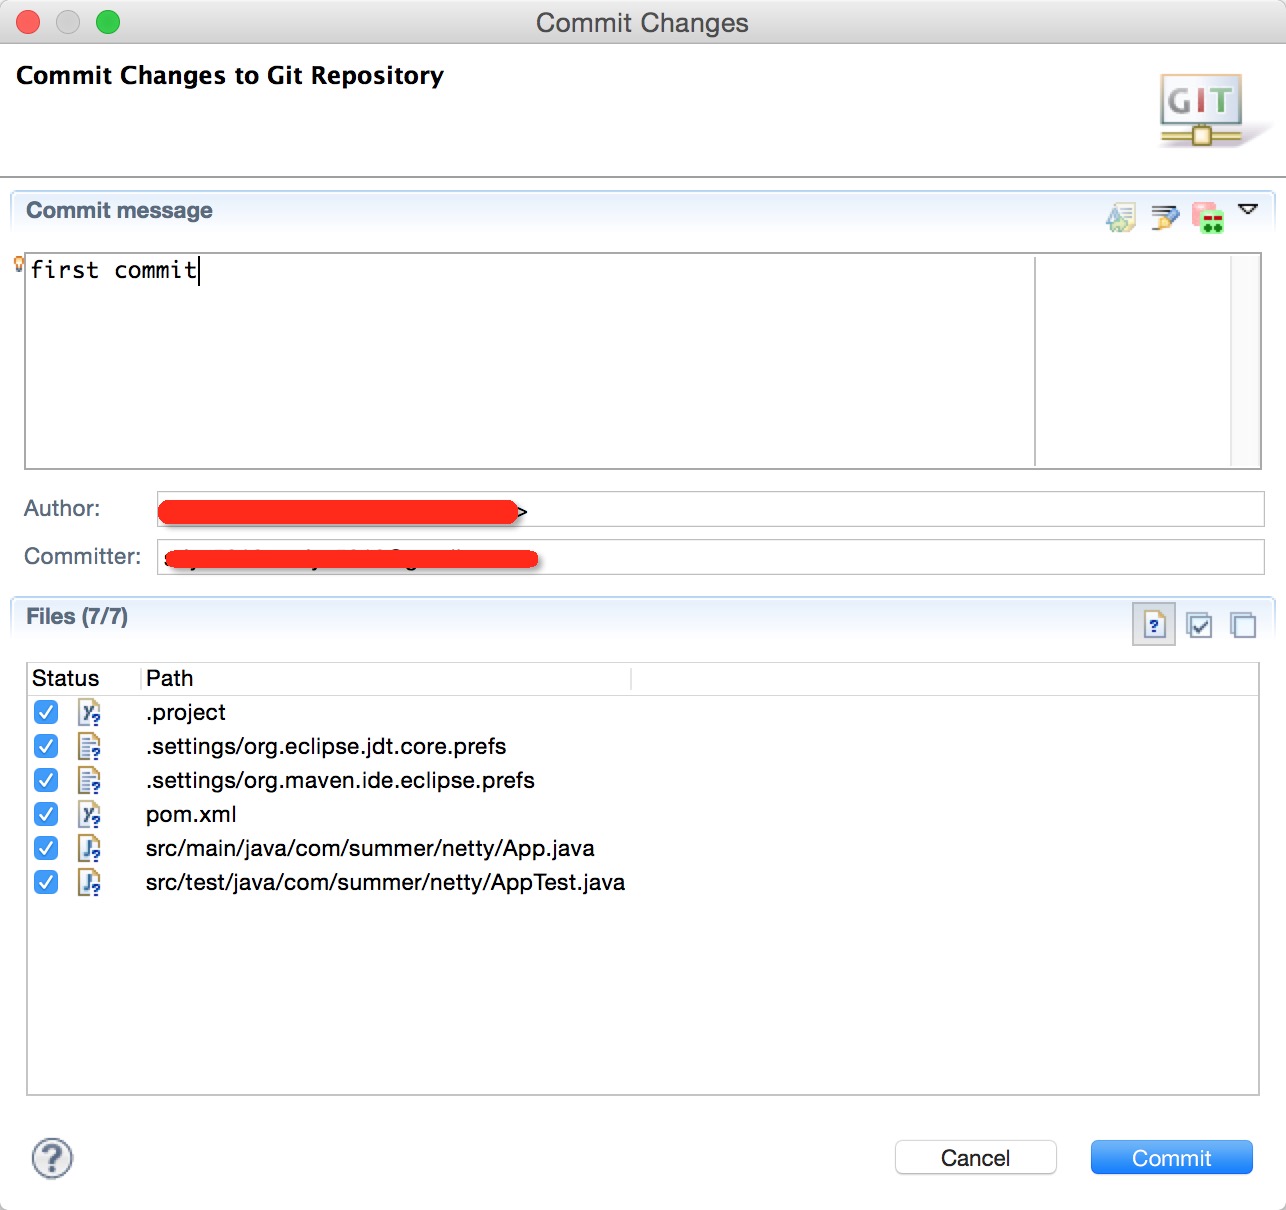 Commit Changes
Commit Changes to Git Repository
GIT
Commit message
first commit
Author: >
Committer:
Files (7/7)
Status Path
.project
.settings/org.eclipse.jdt.core.prefs
.settings/org.maven.ide.eclipse.prefs
pom.xml
src/main/java/com/summer/netty/App.java
src/test/java/com/summer/netty/AppTest.java
? Cancel Commit